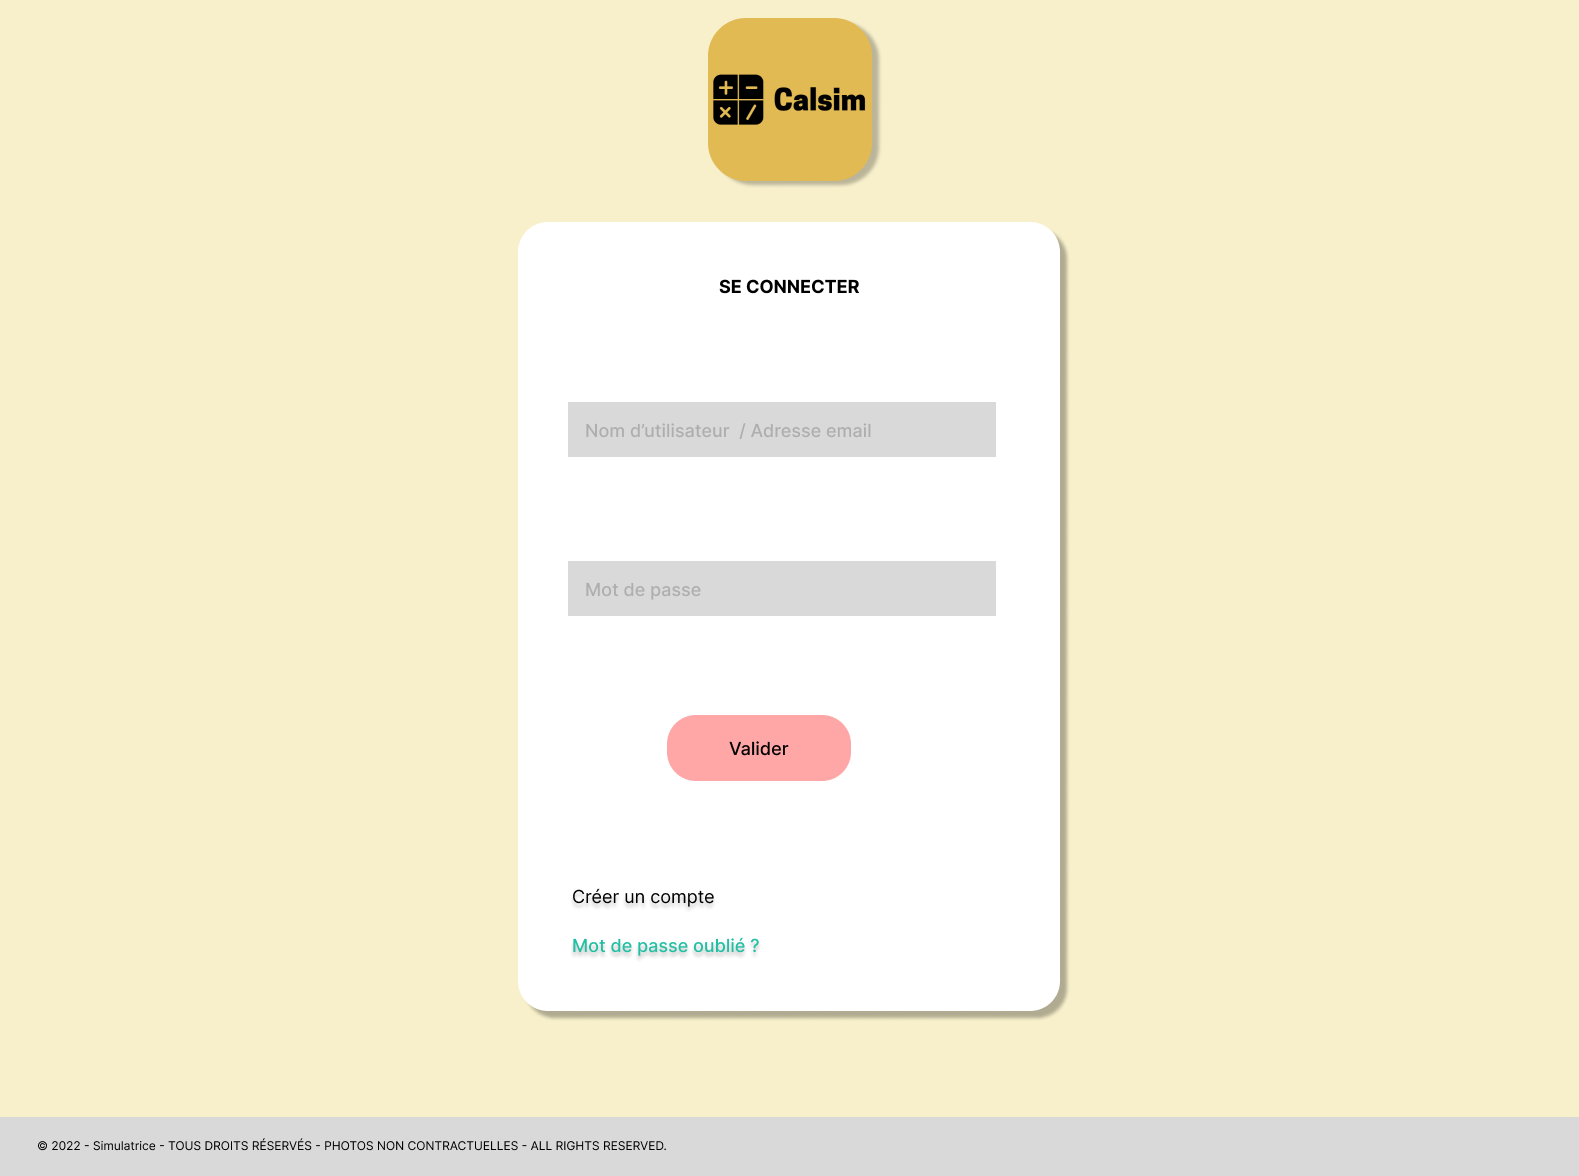 Calsim
SE CONNECTER
Nom d’utilisateur  / Adresse email
Mot de passe
Valider
Créer un compte
Mot de passe oublié ?
© 2022 - Simulatrice - TOUS DROITS RÉSERVÉS - PHOTOS NON CONTRACTUELLES - ALL RIGHTS RESERVED.